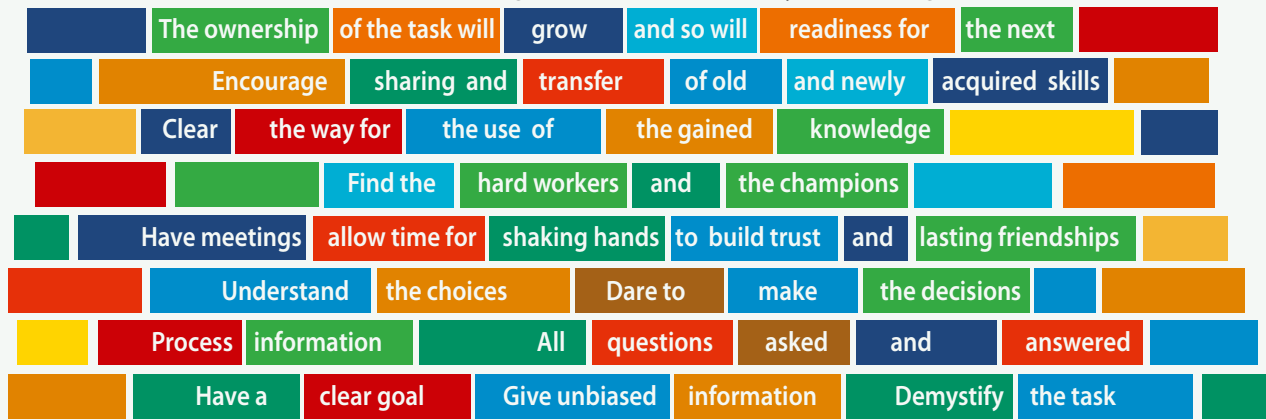 The ownership of the task will grow and so will readiness for the next
Encourage sharing and transfer of old and newly acquired skills
Clear the way for the use of the gained knowledge
Find the hard workers and the champions
Have meetings allow time for shaking hands to build trust and lasting friendships
Understand the choices Dare to make the decisions
Process information All questions asked and answered
Have a clear goal Give unbiased information Demystify the task